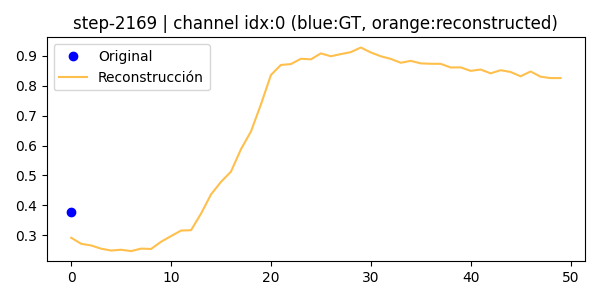 step-2169 | channel idx:0 (blue:GT, orange:reconstructed)
Original
Reconstrucción
0.9
0.8
0.7
0.6
0.5
0.4
0.3
0 10 20 30 40 50